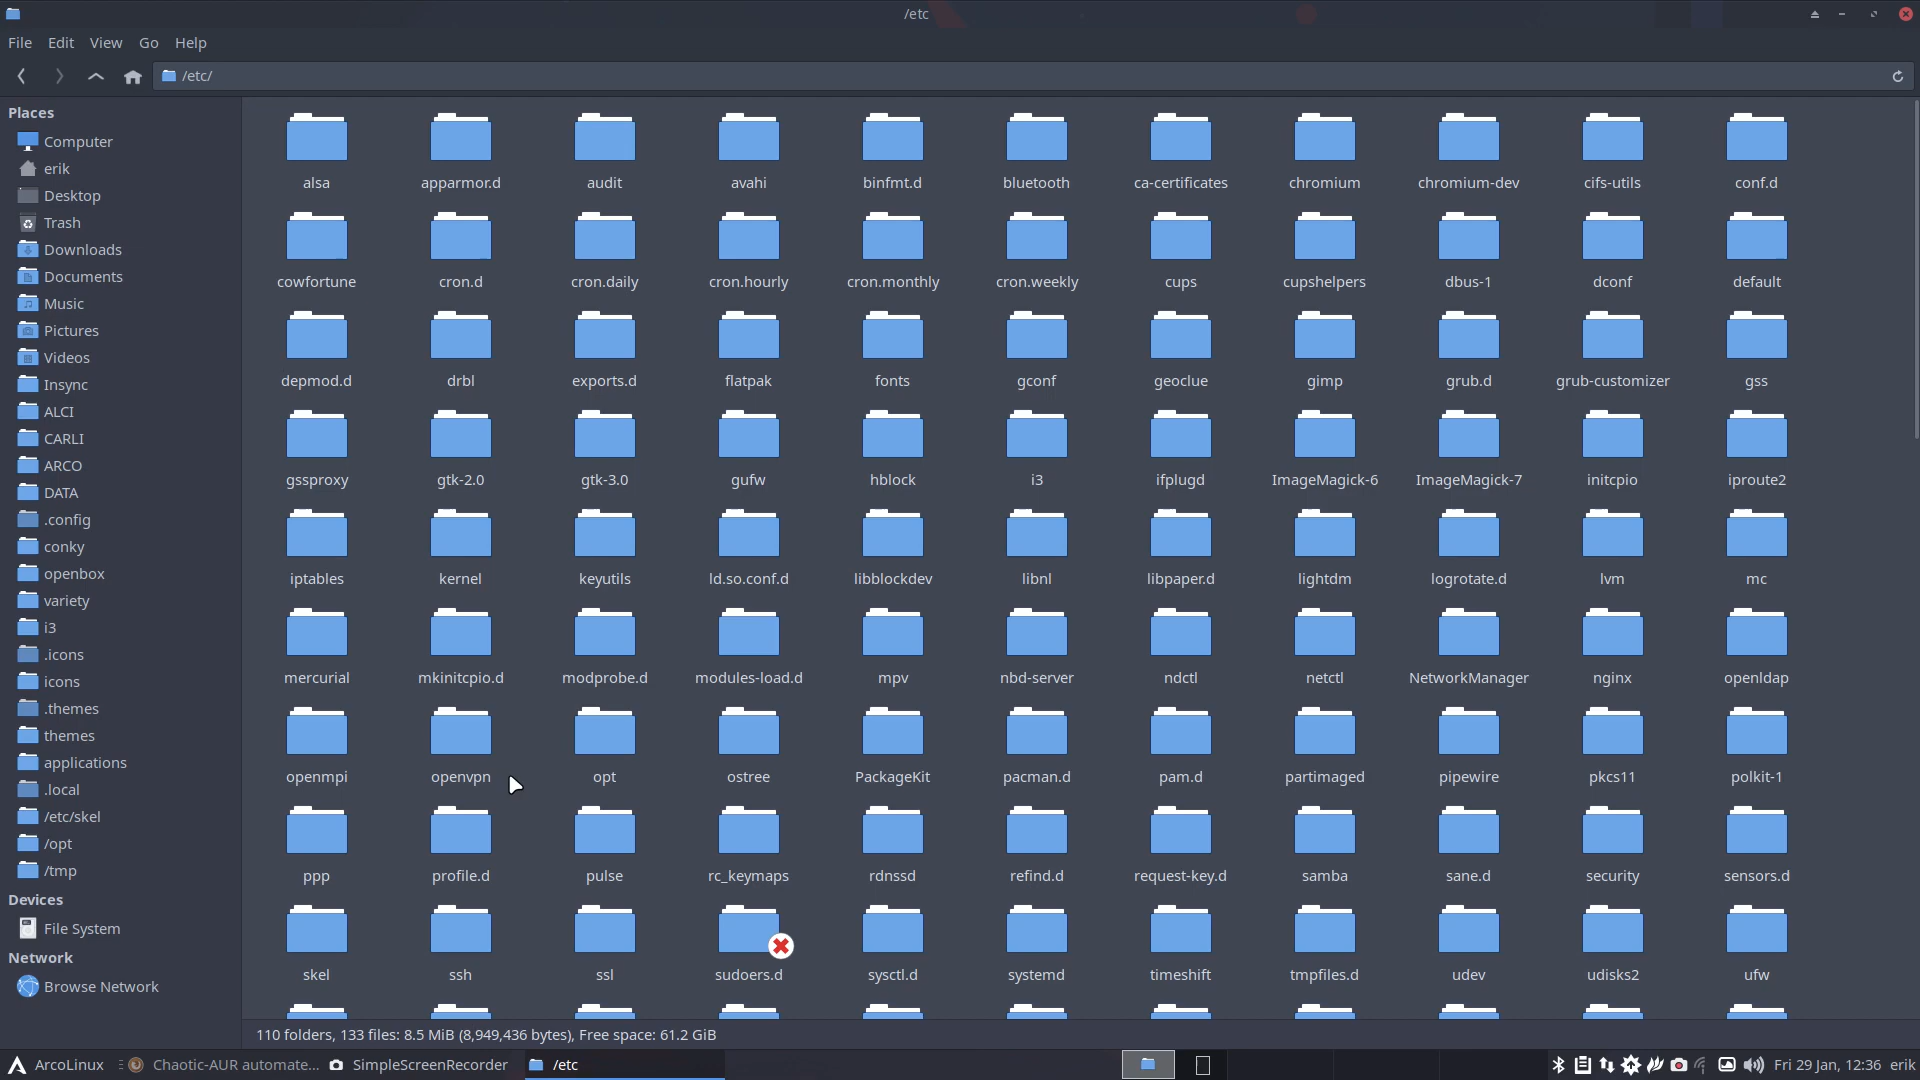 /etc
File Edit View Go Help
/etc/
Places
Computer
erik
Desktop
Trash
Downloads
Documents
Music
Pictures
Videos
Insync
ALCI
CARLI
ARCO
DATA
.config
conky
openbox
variety
i3
.icons
icons
.themes
themes
applications
.local
/etc/skel
/opt
/tmp
Devices
File System
Network
Browse Network
alsa apparmor.d audit avahi binfmt.d bluetooth ca-certificates chromium chromium-dev cifs-utils conf.d
cowfortune cron.d cron.daily cron.hourly cron.monthly cron.weekly cups cupshelpers dbus-1 dconf default
depmod.d drbl exports.d flatpak fonts gconf geoclue gimp grub.d grub-customizer gss
gssproxy gtk-2.0 gtk-3.0 gufw hblock i3 ifplugd ImageMagick-6 ImageMagick-7 initcpio iproute2
iptables kernel keyutils ld.so.conf.d libblockdev libnl libpaper.d lightdm logrotate.d lvm mc
mercurial mkinitcpio.d modprobe.d modules-load.d mpv nbd-server ndctl netctl NetworkManager nginx openldap
openmpi openvpn opt ostree PackageKit pacman.d pam.d partimaged pipewire pkcs11 polkit-1
ppp profile.d pulse rc_keymaps rdnssd refind.d request-key.d samba sane.d security sensors.d
skel ssh ssl sudoers.d sysctl.d systemd timeshift tmpfiles.d udev udisks2 ufw
110 folders, 133 files: 8.5 MiB (8,949,436 bytes), Free space: 61.2 GiB
ArcoLinux Chaotic-AUR automate... SimpleScreenRecorder /etc Fri 29 Jan, 12:36 erik